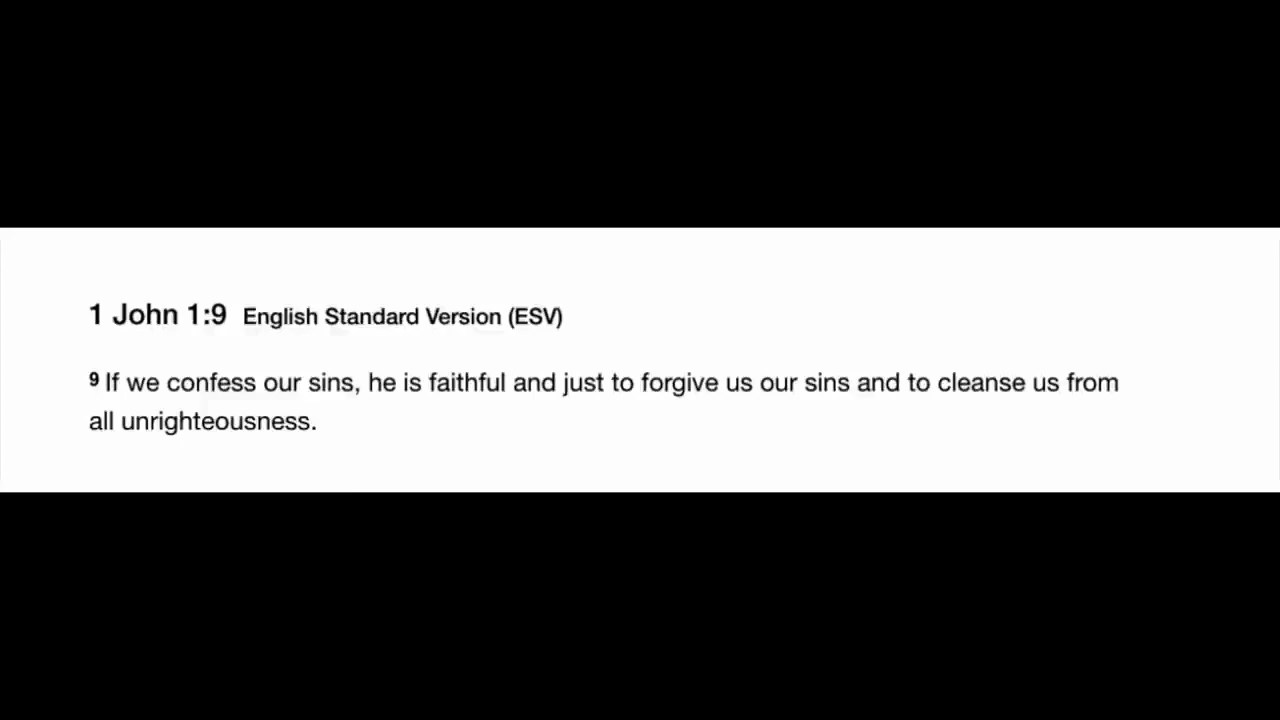 1 John 1:9 English Standard Version (ESV)
9 If we confess our sins, he is faithful and just to forgive us our sins and to cleanse us from
all unrighteousness.